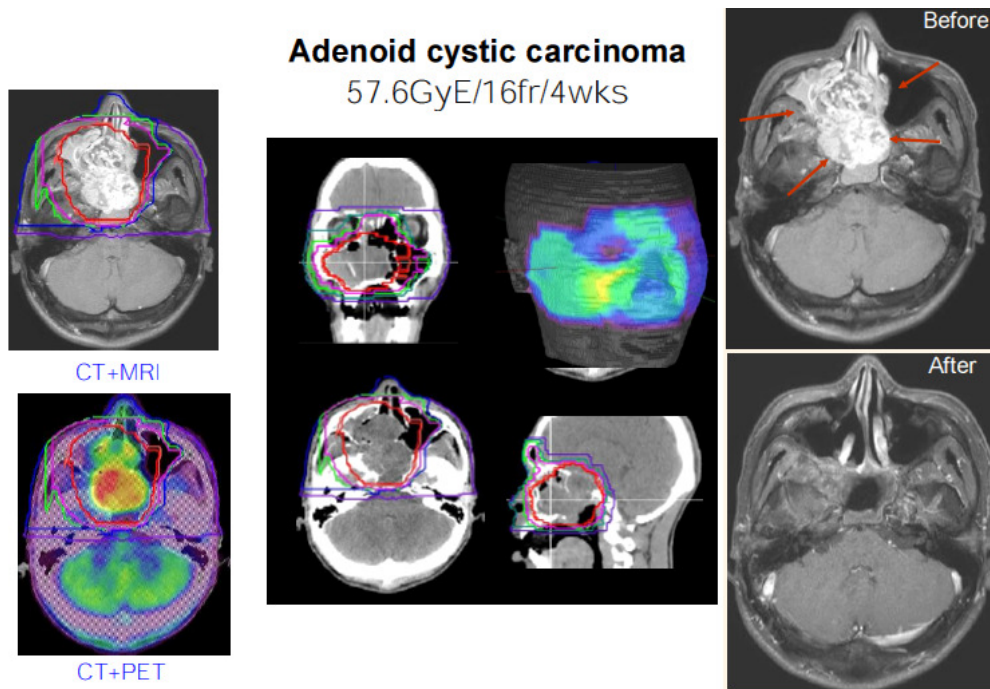 Adenoid cystic carcinoma
57.6GyE/16fr/4wks
CT+MRI
CT+PET
Before
After